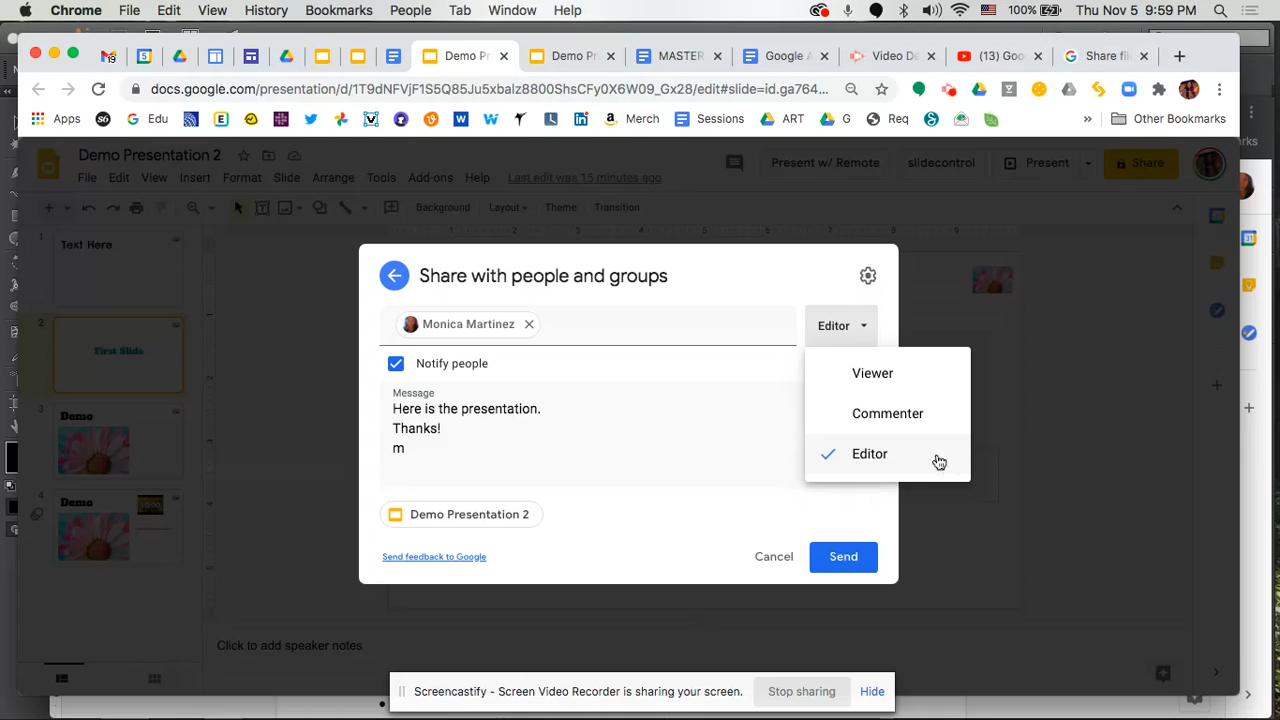 Chrome File Edit View History Bookmarks People Tab Window Help 100% Thu Nov 5 9:59 PM
Demo Pr Demo Pre MASTER Google A Video De (13) Goo Share file
docs.google.com/presentation/d/1T9dNFVjF1S5Q85Ju5xbalz8800ShsCFy0X6W09_Gx28/edit#slide=id.ga764...
Apps Edu Merch Sessions ART G Req » Other Bookmarks
Demo Presentation 2
Present w/ Remote slidecontrol Present Share
File Edit View Insert Format Slide Arrange Tools Add-ons Help Last edit was 15 minutes ago
Background Layout Theme Transition
1
Text Here
2
First Slide
3
Demo
4
Demo
Share with people and groups
Monica Martinez
Editor
Notify people
Viewer
Message
Here is the presentation.
Thanks!
m
Commenter
Editor
Demo Presentation 2
Send feedback to Google
Cancel
Send
Click to add speaker notes
Screencastify - Screen Video Recorder is sharing your screen.
Stop sharing
Hide